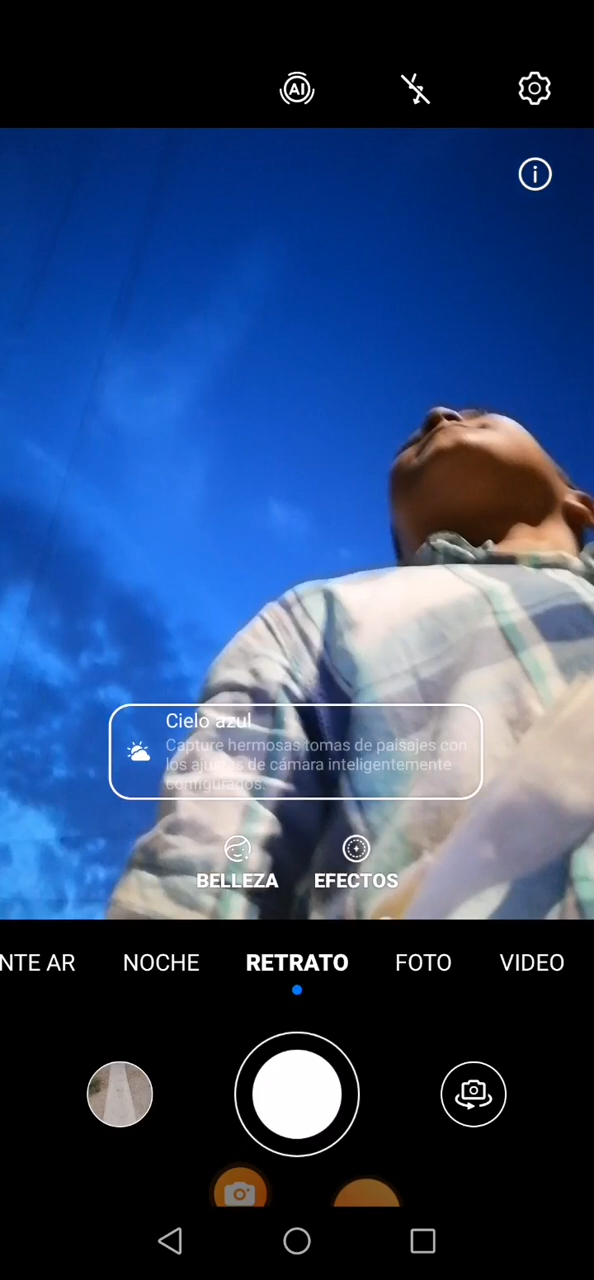 AI
Cielo azul
Capture hermosas tomas de paisajes con
los ajustes de cámara inteligentemente
configurados.
BELLEZA EFECTOS
NTE AR NOCHE RETRATO FOTO VIDEO